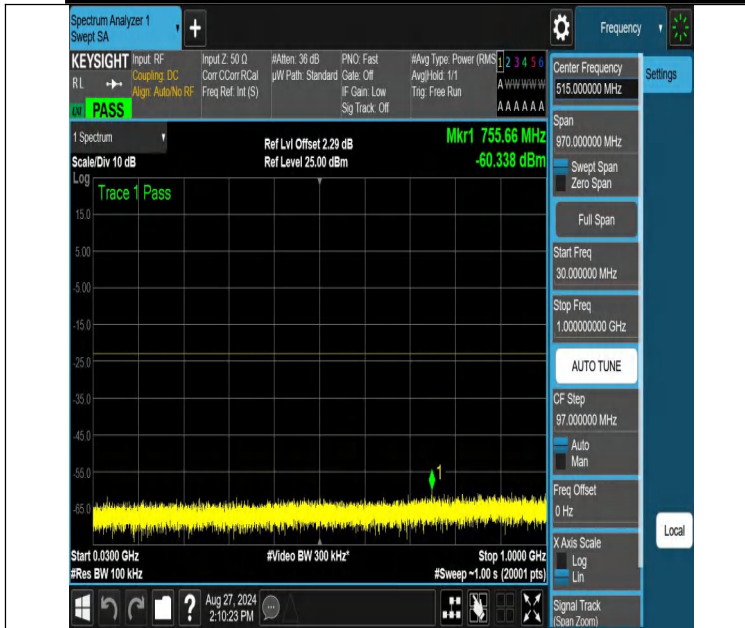 Spectrum Analyzer 1
Swept SA
+
Frequency
KEYSIGHT
RL
PASS
Input: RF
Coupling: DC
Align: Auto/No RF
Input Z: 50 Ω
Corr CCorr RCal
Freq Ref: Int (S)
#Atten: 36 dB
µW Path: Standard
PNO: Fast
Gate: Off
IF Gain: Low
Sig Track: Off
#Avg Type: Power (RMS
Avg|Hold: 1/1
Trig: Free Run
1 2 3 4 5 6
A W W W W W
A A A A A A
1 Spectrum
Scale/Div 10 dB
Ref Lvl Offset 2.29 dB
Ref Level 25.00 dBm
Mkr1 755.66 MHz
-60.338 dBm
Log
Trace 1 Pass
15.0
5.00
-5.00
-15.0
-25.0
-35.0
-45.0
-55.0
-65.0
1
Start 0.0300 GHz
#Res BW 100 kHz
#Video BW 300 kHz*
Stop 1.0000 GHz
#Sweep ~1.00 s (20001 pts)
Center Frequency
515.000000 MHz
Settings
Span
970.000000 MHz
Swept Span
Zero Span
Full Span
Start Freq
30.000000 MHz
Stop Freq
1.000000000 GHz
AUTO TUNE
CF Step
97.000000 MHz
Auto
Man
Freq Offset
0 Hz
X Axis Scale
Log
Lin
Local
Signal Track
(Span Zoom)
?
Aug 27, 2024
2:10:23 PM